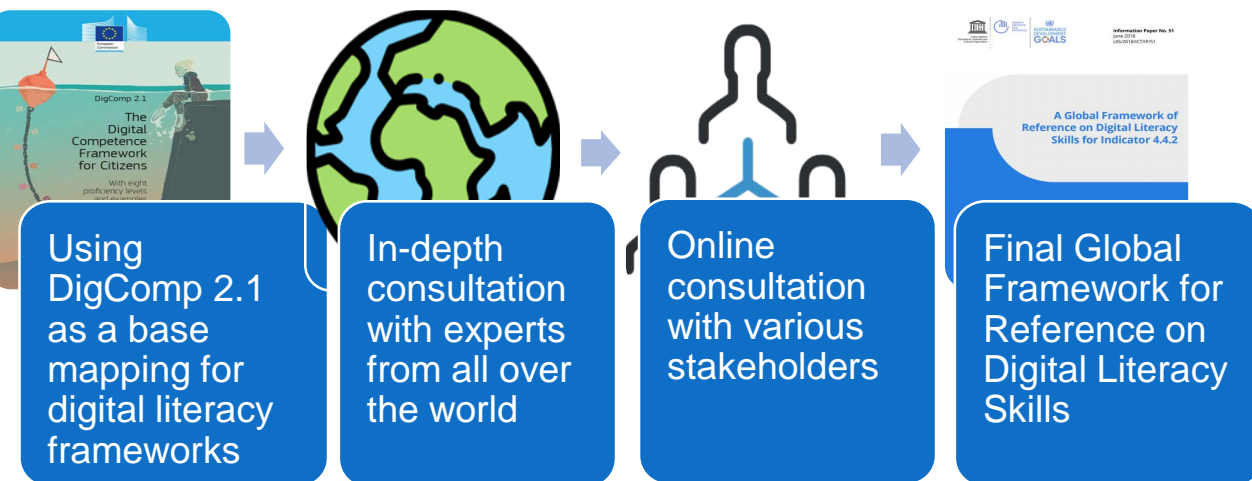 European
Commission
DigComp 2.1
The
Digital
Competence
Framework
for Citizens
With eight
proficiency levels
and examples
Using
DigComp 2.1
as a base
mapping for
digital literacy
frameworks
In-depth
consultation
with experts
from all over
the world
Online
consultation
with various
stakeholders
SUSTAINABLE
DEVELOPMENT
GOALS
Information Paper No. 51
June 2018
UIS/2018/ICT/IP/51
A Global Framework of
Reference on Digital Literacy
Skills for Indicator 4.4.2
Final Global
Framework for
Reference on
Digital Literacy
Skills